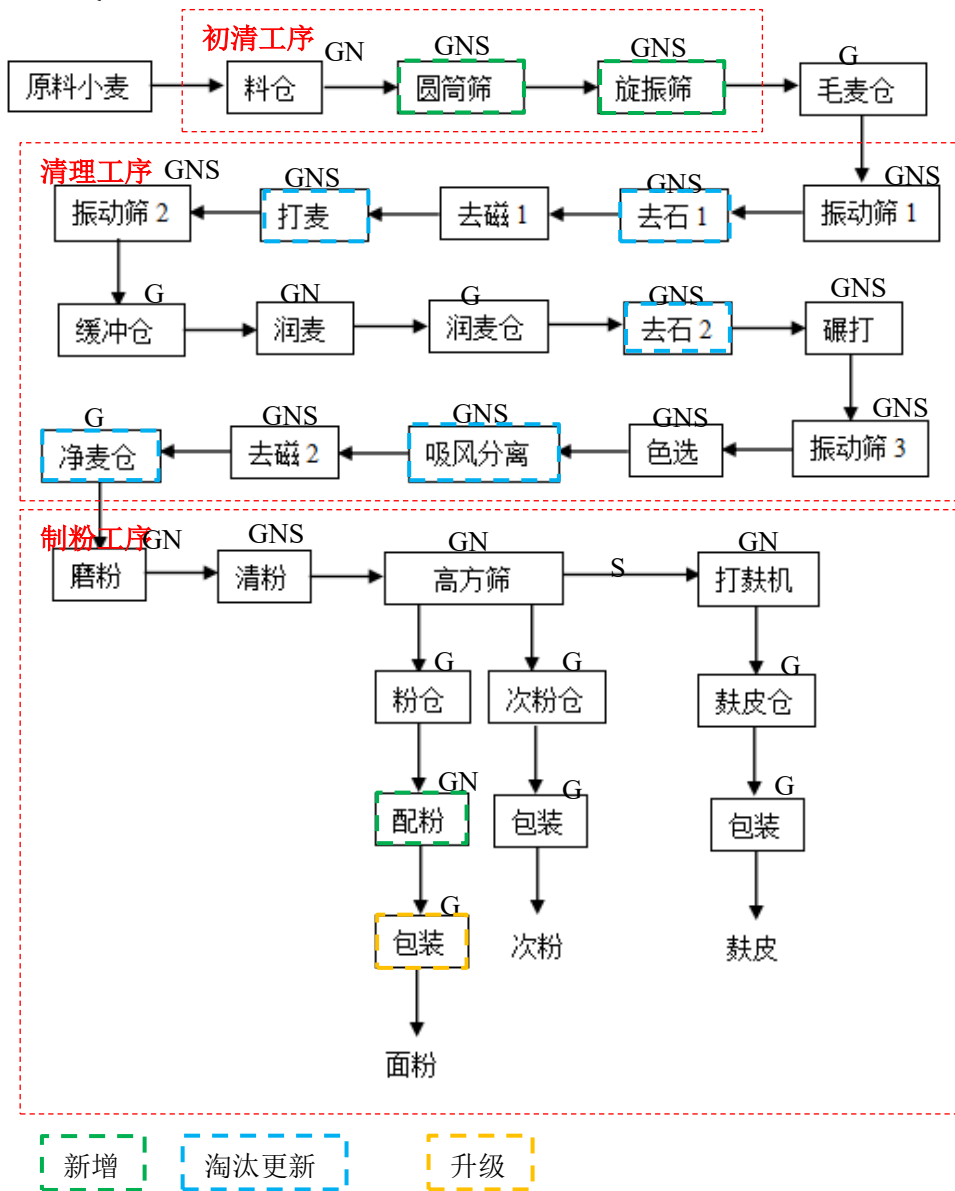 初清工序
GN
GNS
GNS
G
原料小麦
料仓
圆筒筛
旋振筛
毛麦仓
清理工序
GNS
GNS
GNS
GNS
振动筛 2
打麦
去磁 1
去石 1
振动筛 1
G
GN
G
GNS
GNS
缓冲仓
润麦
润麦仓
去石 2
碾打
G
GNS
GNS
GNS
GNS
净麦仓
去磁 2
吸风分离
色选
振动筛 3
制粉工序
GN
GNS
GN
S
GN
磨粉
清粉
高方筛
打麸机
G
G
G
粉仓
次粉仓
麸皮仓
GN
G
G
配粉
包装
包装
G
包装
次粉
麸皮
面粉
新增
淘汰更新
升级